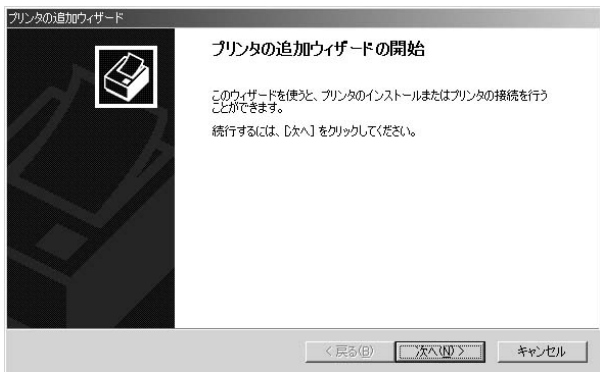 プリンタの追加ウィザード
プリンタの追加ウィザードの開始
このウィザードを使うと、プリンタのインストールまたはプリンタの接続を行う
ことができます。
続行するには、[次へ] をクリックしてください。
< 戻る(B)
次へ(N) >
キャンセル